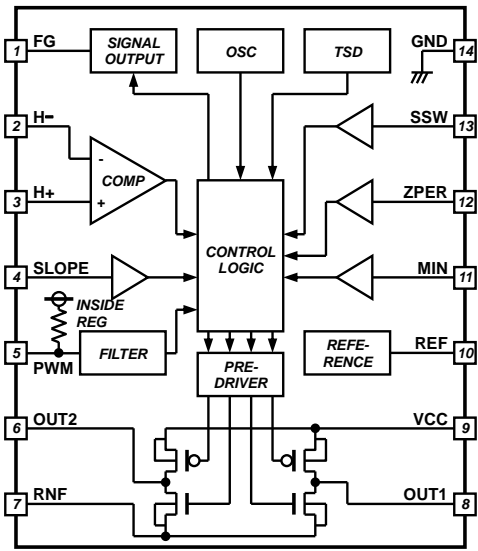 1 FG
SIGNAL
OUTPUT
OSC
TSD
GND 14
2 H-
SSW 13
-
COMP
+
3 H+
ZPER 12
CONTROL
LOGIC
4 SLOPE
MIN 11
INSIDE
REG
5 PWM
FILTER
PRE-
DRIVER
REFE-
RENCE
REF 10
6 OUT2
VCC 9
7 RNF
OUT1 8